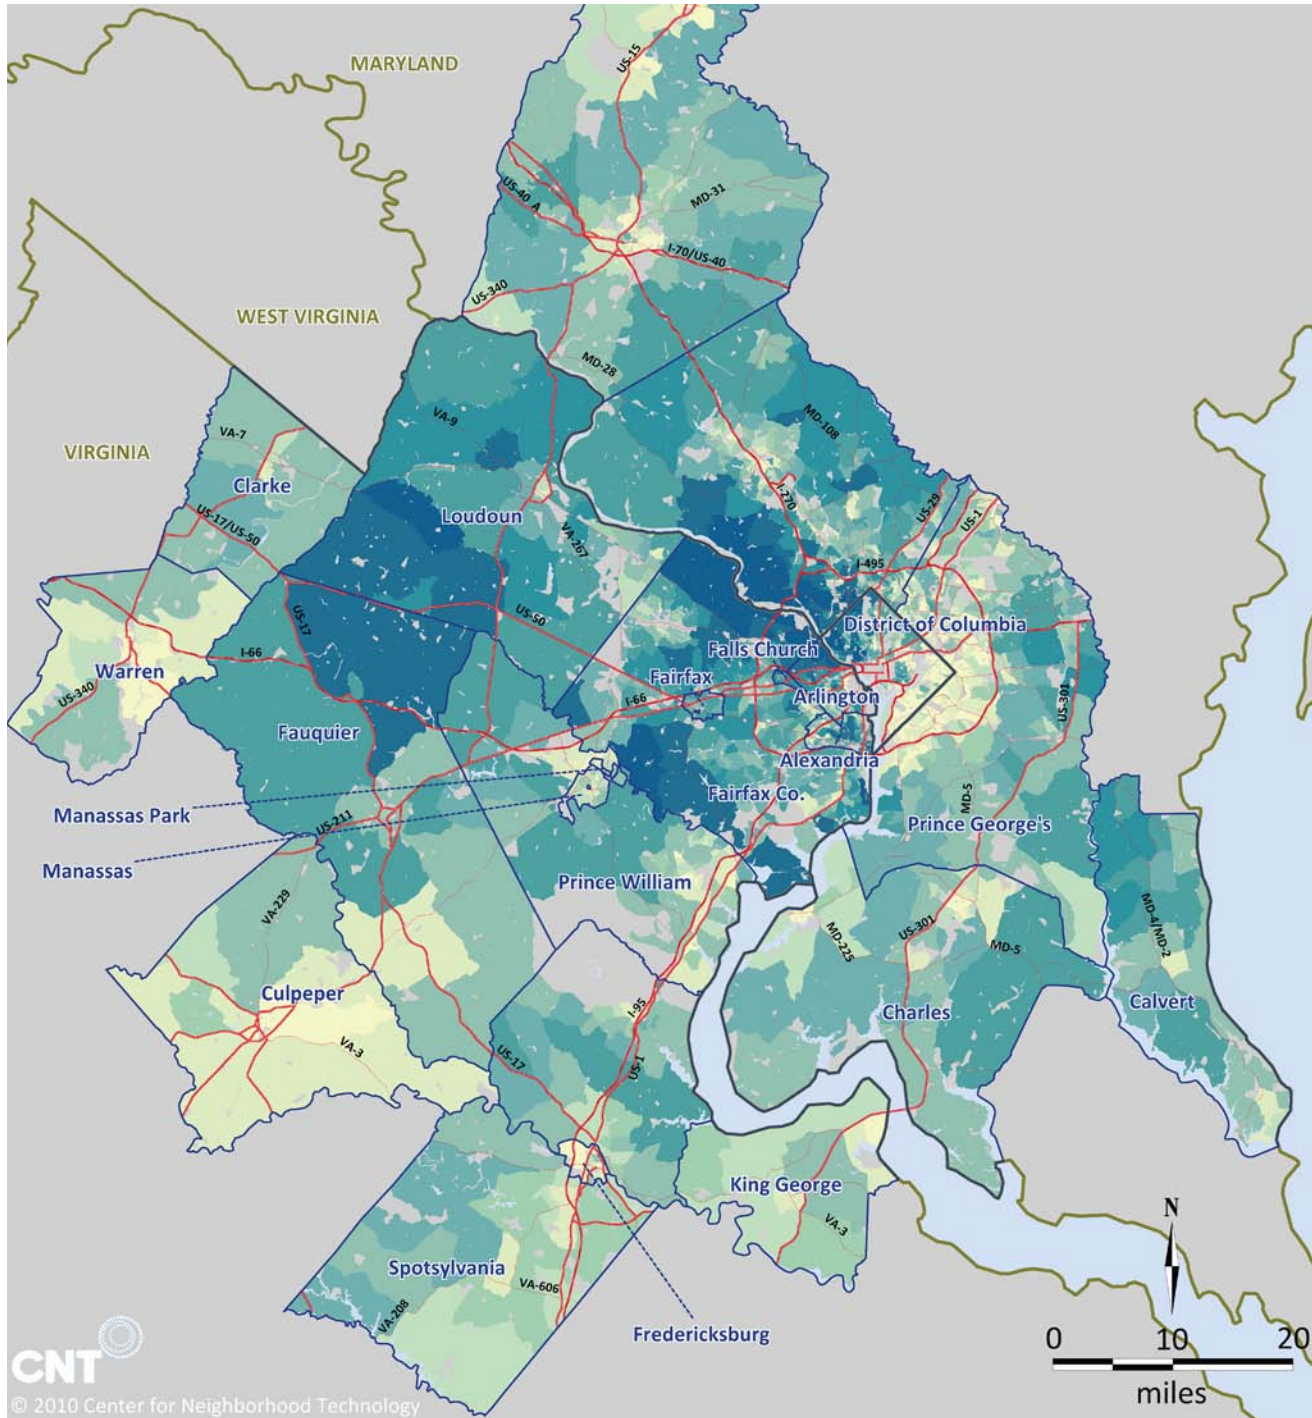 US-15
MARYLAND
US-40 A
MD-31
I-70/US-40
US-340
WEST VIRGINIA
MD-28
VA-9
MD-108
VA-7
VIRGINIA
Clarke
I-270
US-29
US-1
Loudoun
US-17/US-50
VA-267
I-495
US-17
US-50
District of Columbia
Falls Church
I-66
Warren
Fairfax
US-340
I-66
Arlington
US-301
Fauquier
Alexandria
Fairfax Co.
MD-5
Manassas Park
US-211
Prince George's
Manassas
Prince William
VA-229
US-301
MD-225
MD-5
MD-4/MD-2
Culpeper
I-95
Charles
Calvert
VA-3
US-17
US-1
King George
VA-3
N
Spotsylvania
VA-606
VA-208
Fredericksburg
0 10 20
miles
CNT
© 2010 Center for Neighborhood Technology